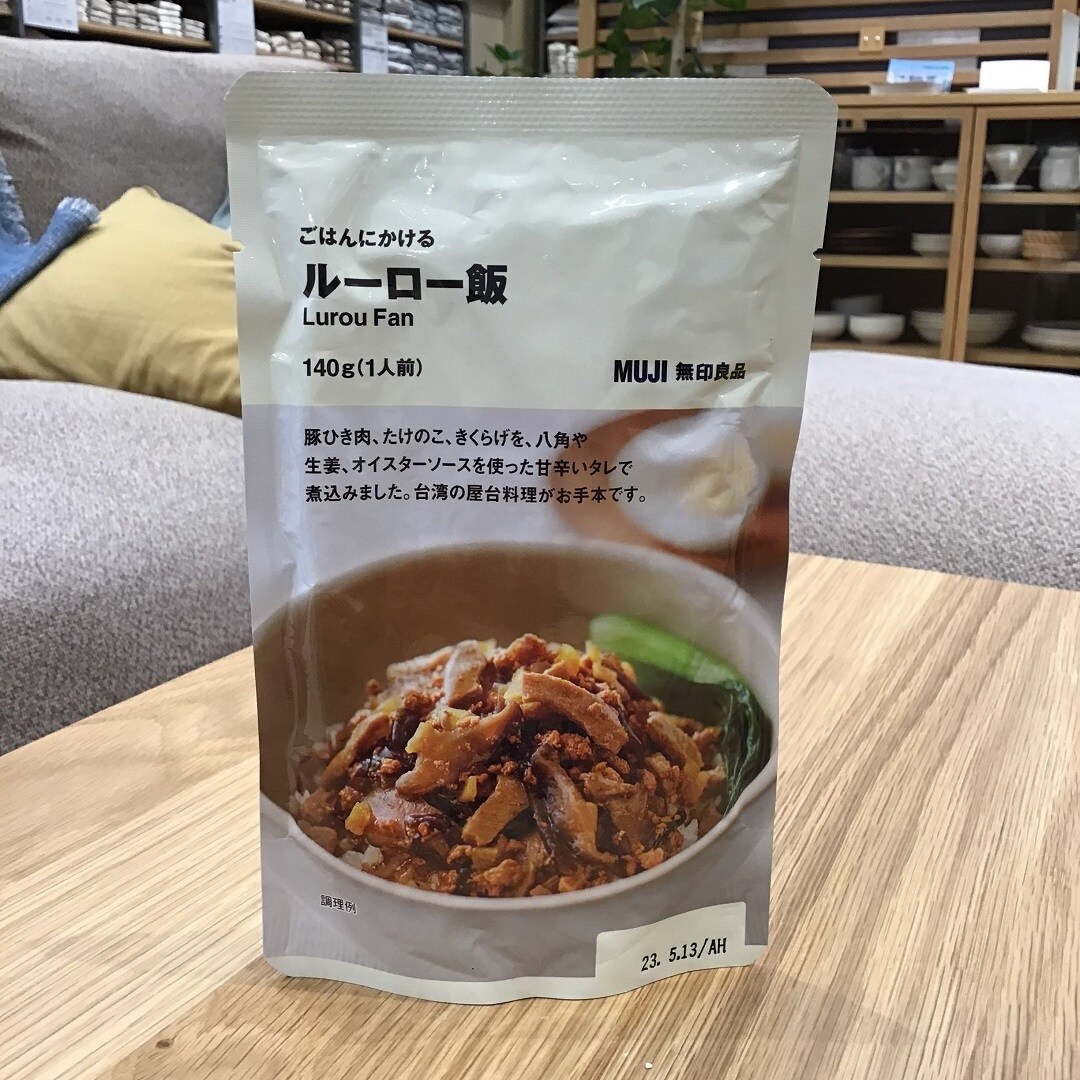 ごはんにかける
ルーロー飯
Lurou Fan
140g(1人前)
MUJI 無印良品
豚ひき肉、たけのこ、きくらげを、八角や
生姜、オイスターソースを使った甘辛いタレで
煮込みました。台湾の屋台料理がお手本です。
調理例
23. 5.13/AH